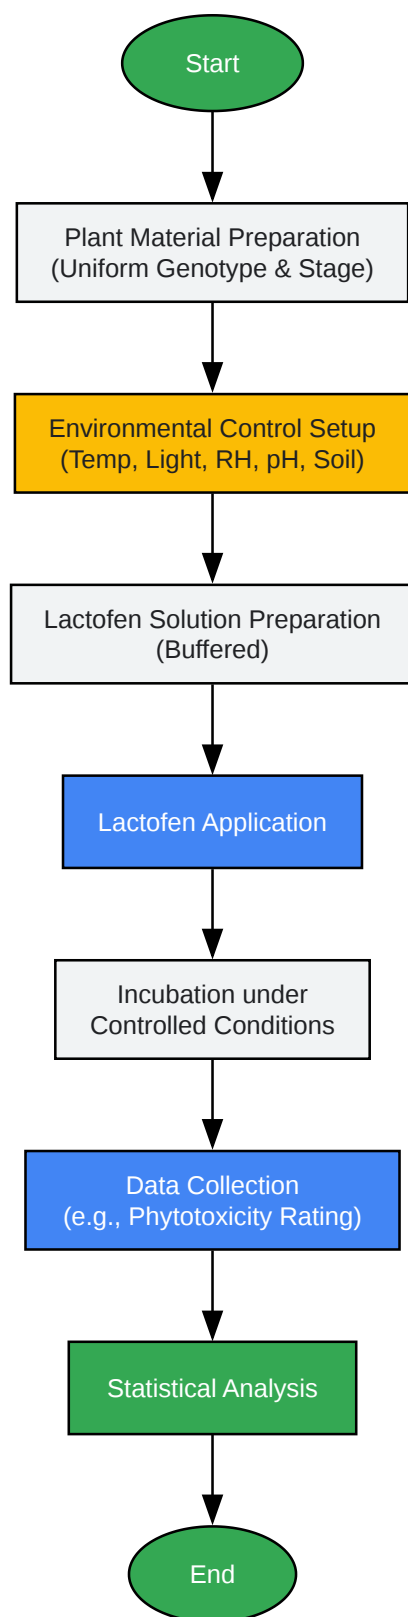 Start
Plant Material Preparation
(Uniform Genotype & Stage)
Environmental Control Setup
(Temp, Light, RH, pH, Soil)
Lactofen Solution Preparation
(Buffered)
Lactofen Application
Incubation under
Controlled Conditions
Data Collection
(e.g., Phytotoxicity Rating)
Statistical Analysis
End